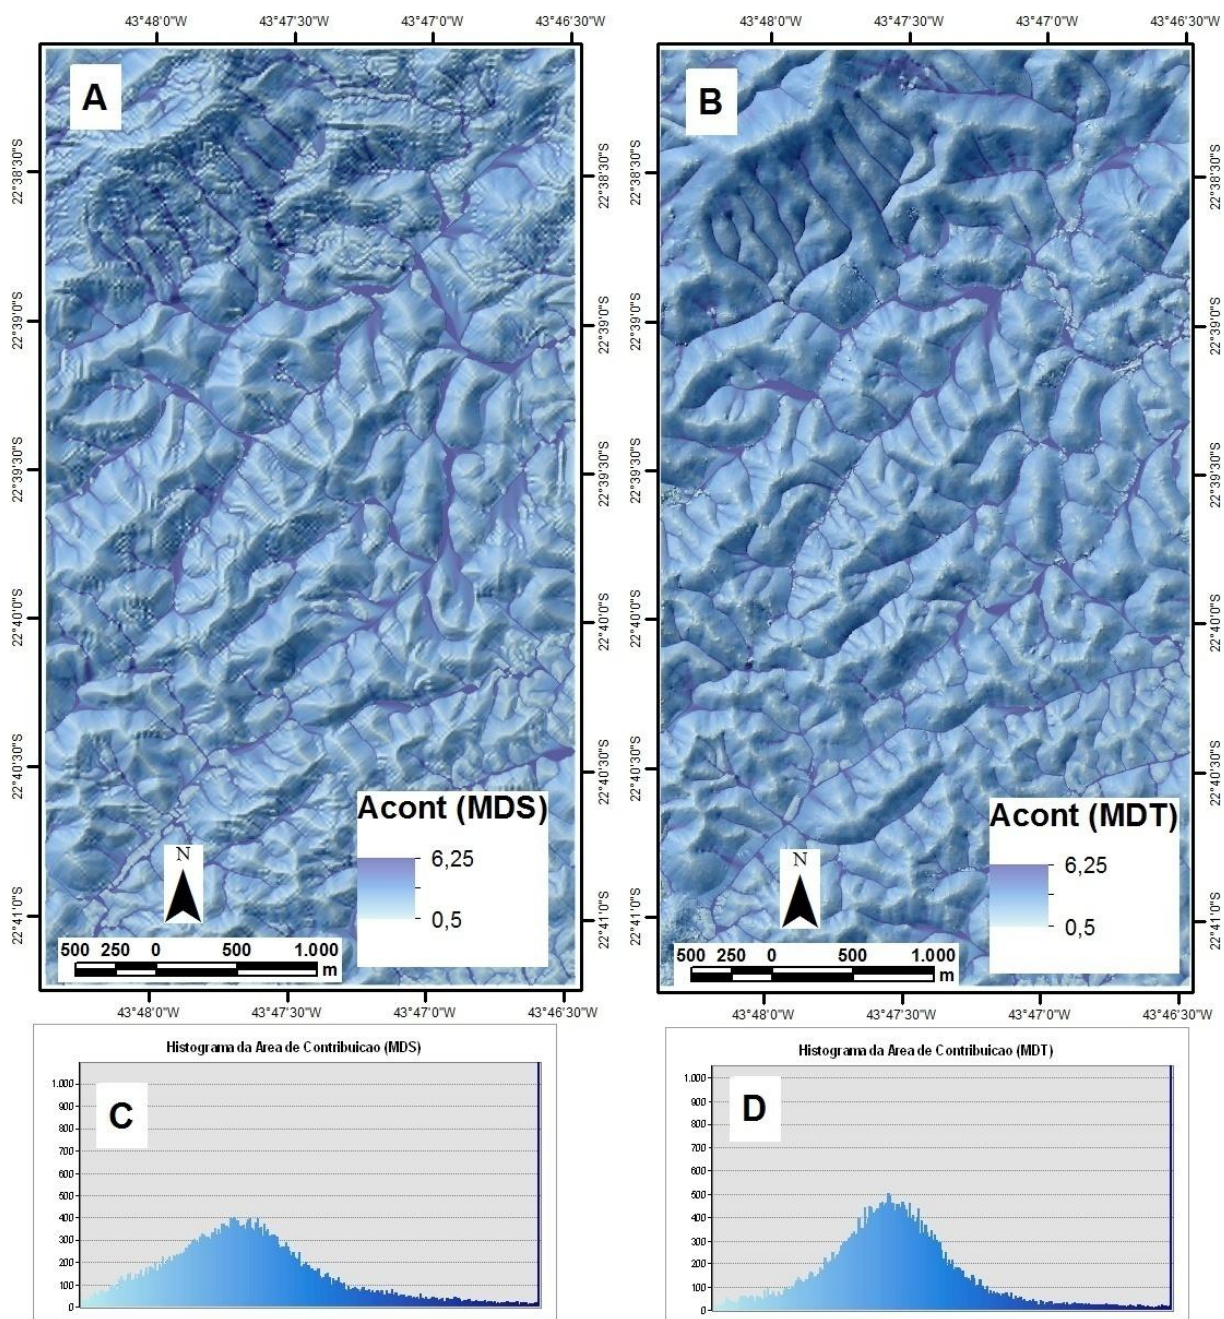 43°48'0"W 43°47'30"W 43°47'0"W 43°46'30"W
43°48'0"W 43°47'30"W 43°47'0"W 43°46'30"W
A
B
22°38'30"S 22°38'30"S 22°38'30"S 22°38'30"S
22°39'0"S 22°39'0"S 22°39'0"S 22°39'0"S
22°39'30"S 22°39'30"S 22°39'30"S 22°39'30"S
22°40'0"S 22°40'0"S 22°40'0"S 22°40'0"S
22°40'30"S 22°40'30"S 22°40'30"S 22°40'30"S
22°41'0"S 22°41'0"S 22°41'0"S 22°41'0"S
Acont (MDS)
6,25
0,5
N
500 250 0 500 1.000
m
Acont (MDT)
6,25
0,5
N
500 250 0 500 1.000
m
43°48'0"W 43°47'30"W 43°47'0"W 43°46'30"W
43°48'0"W 43°47'30"W 43°47'0"W 43°46'30"W
Histograma da Area de Contribuicao (MDS)
C
1.000
900
800
700
600
500
400
300
200
100
0
Histograma da Area de Contribuicao (MDT)
D
1.000
900
800
700
600
500
400
300
200
100
0